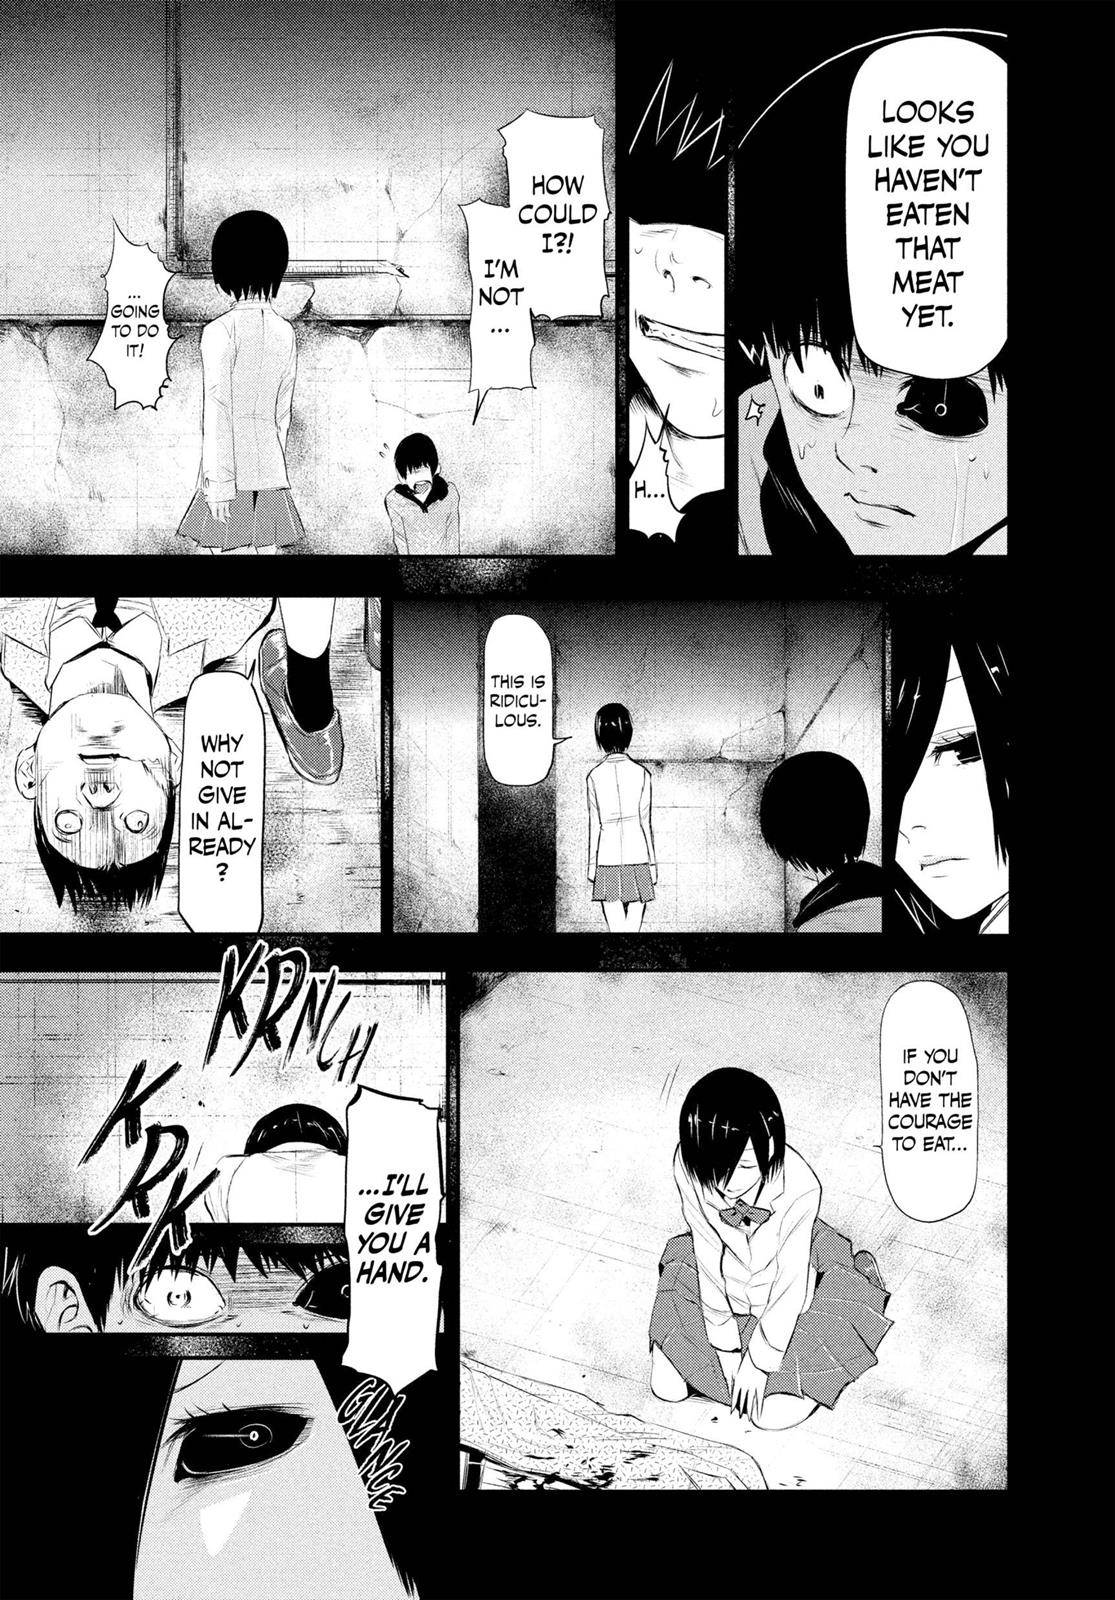 LOOKS
LIKE YOU
HAVEN'T
EATEN
THAT
MEAT
YET.
H...
HOW
COULD
I?!
I'M
NOT
...
...
GOING
TO DO
IT!
THIS IS
RIDICU-
LOUS.
WHY
NOT
GIVE
IN AL-
READY
?
IF YOU
DON'T
HAVE THE
COURAGE
TO EAT...
KRNCH
KRK
...I'LL
GIVE
YOU A
HAND.
GLANCE